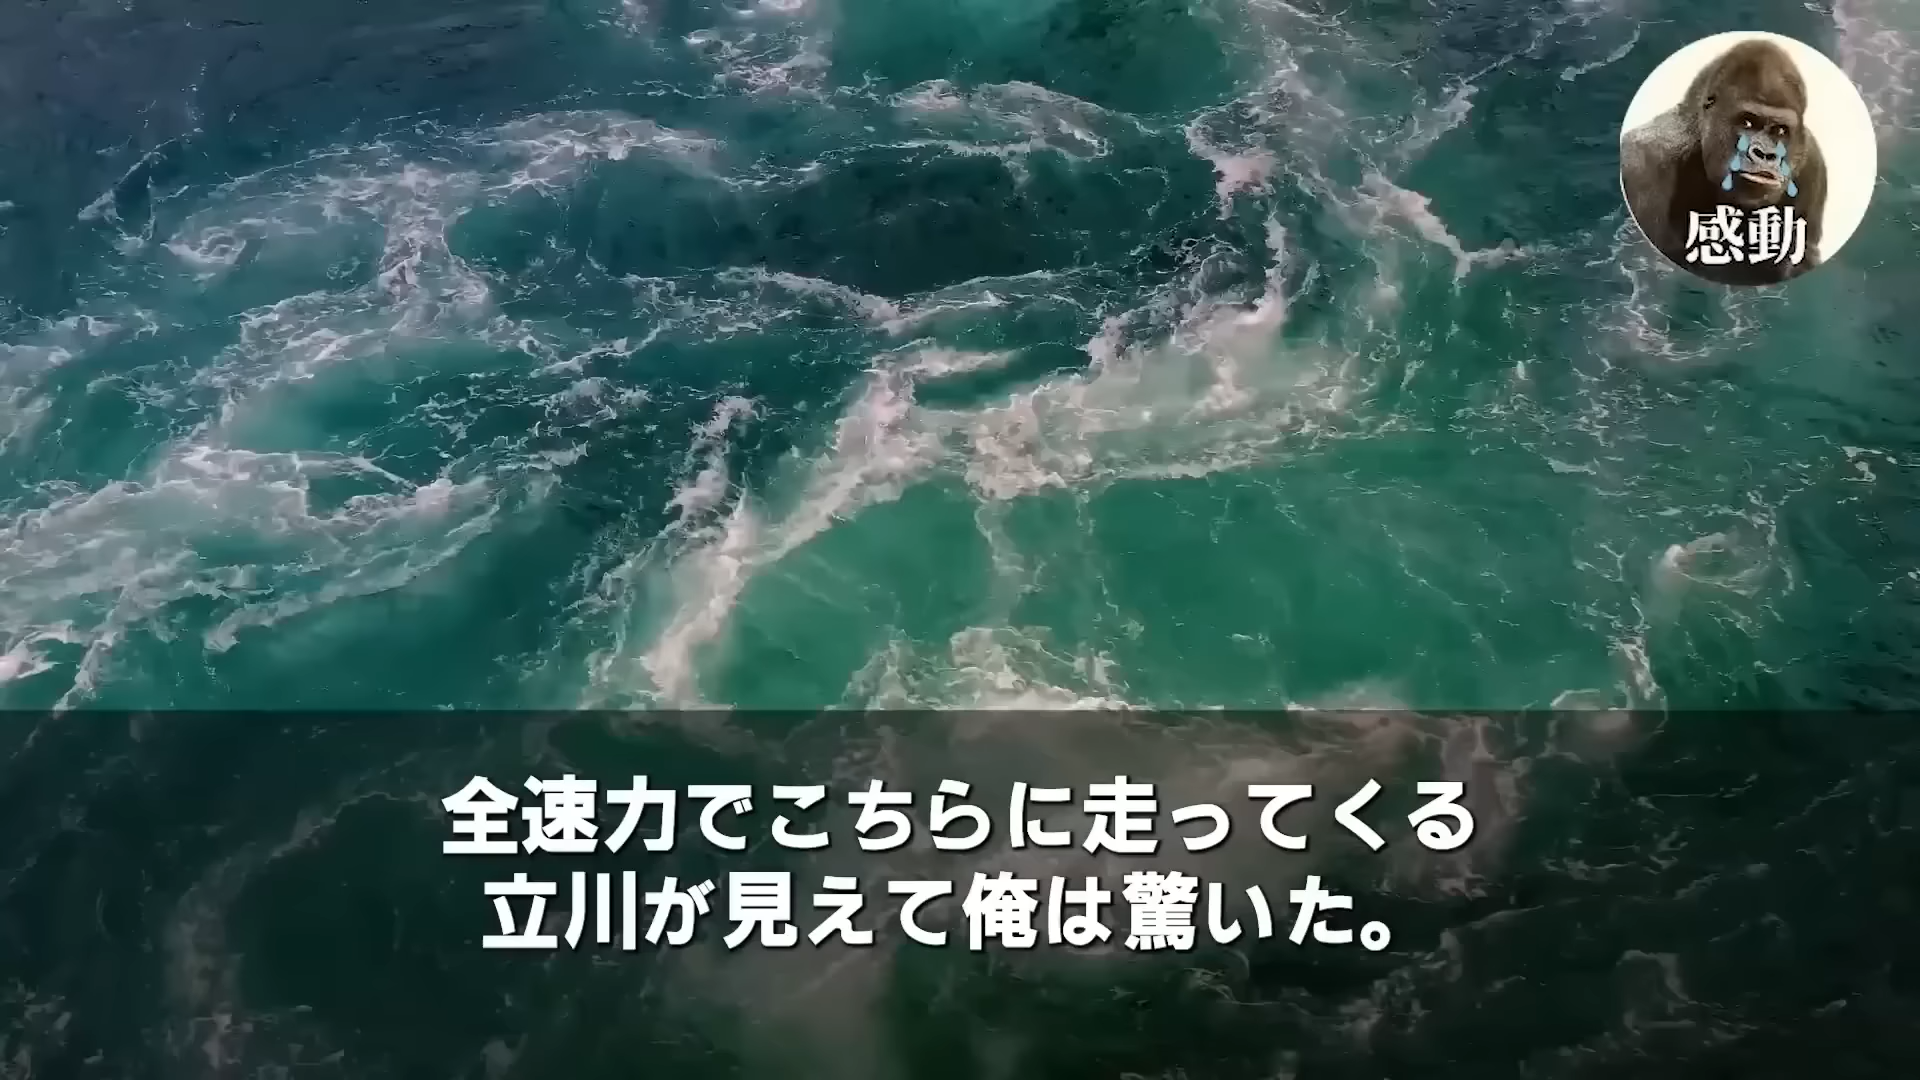 感動
全速力でこちらに走ってくる
立川が見えて俺は驚いた。